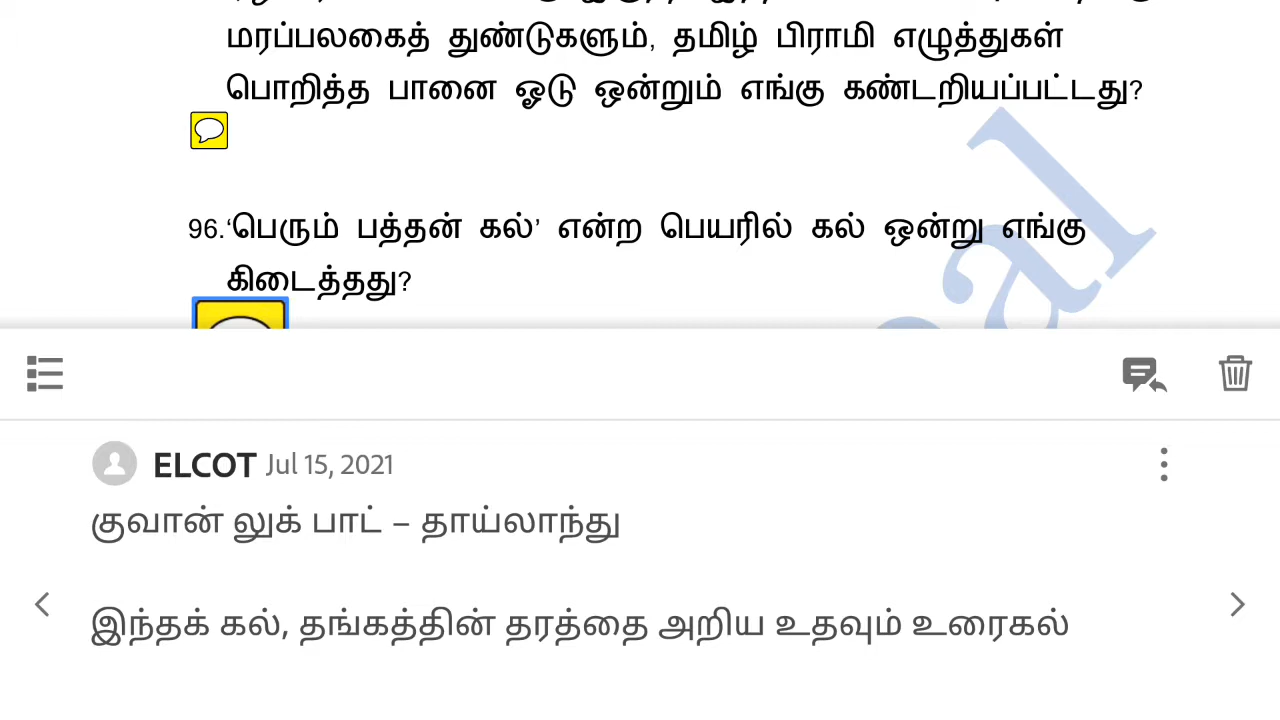 மரப்பலகைத் துண்டுகளும், தமிழ் பிராமி எழுத்துகள்
பொறித்த பானை ஓடு ஒன்றும் எங்கு கண்டறியப்பட்டது?
96.‘பெரும் பத்தன் கல்’ என்ற பெயரில் கல் ஒன்று எங்கு
கிடைத்தது?
ELCOT Jul 15, 2021
குவான் லுக் பாட் – தாய்லாந்து
இந்தக் கல், தங்கத்தின் தரத்தை அறிய உதவும் உரைகல்